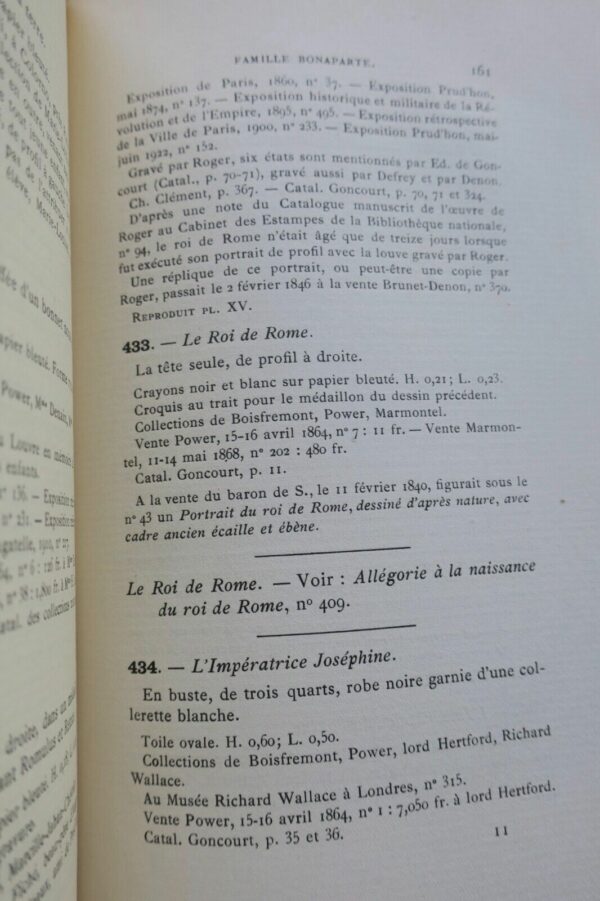 FAMILLE BONAPARTE.
161
Exposition de Paris, 1860, n° 37. — Exposition Prud'hon,
mai 1874, n° 137. — Exposition historique et militaire de la Ré-
volution et de l'Empire, 1895, n° 495. — Exposition rétrospective
de la Ville de Paris, 1900, n° 233. — Exposition Prud'hon, mai-
juin 1922, n° 152.
Gravé par Roger, six états sont mentionnés par Ed. de Gon-
court (Catal., p. 70-71), gravé aussi par Defrey et par Denon.
Ch. Clément, p. 367. — Catal. Goncourt, p. 70, 71 et 324.
D'après une note du Catalogue manuscrit de l'œuvre de
Roger au Cabinet des Estampes de la Bibliothèque nationale,
n° 94, le roi de Rome n'était âgé que de treize jours lorsque
fut exécuté son portrait de profil avec la louve gravé par Roger.
Une réplique de ce portrait, ou peut-être une copie par
Roger, passait le 2 février 1846 à la vente Brunet-Denon, n° 370.
REPRODUIT PL. XV.
433. — Le Roi de Rome.
La tête seule, de profil à droite.
Crayons noir et blanc sur papier bleuté. H. 0,21; L. 0,23.
Croquis au trait pour le médaillon du dessin précédent.
Collections de Boisfremont, Power, Marmontel.
Vente Power, 15-16 avril 1864, n° 7 : 11 fr. — Vente Marmon-
tel, 11-14 mai 1868, n° 202 : 480 fr.
Catal. Goncourt, p. 11.
A la vente du baron de S., le 11 février 1840, figurait sous le
n° 43 un Portrait du roi de Rome, dessiné d'après nature, avec
cadre ancien écaille et ébène.
Le Roi de Rome. — Voir : Allégorie à la naissance
du roi de Rome, n° 409.
434. — L'Impératrice Joséphine.
En buste, de trois quarts, robe noire garnie d'une col-
lerette blanche.
Toile ovale. H. 0,60; L. 0,50.
Collections de Boisfremont, Power, lord Hertford, Richard
Wallace.
Au Musée Richard Wallace à Londres, n° 315.
Vente Power, 15-16 avril 1864, n° 1 : 7,050 fr. à lord Hertford.
Catal. Goncourt, p. 35 et 36.
11